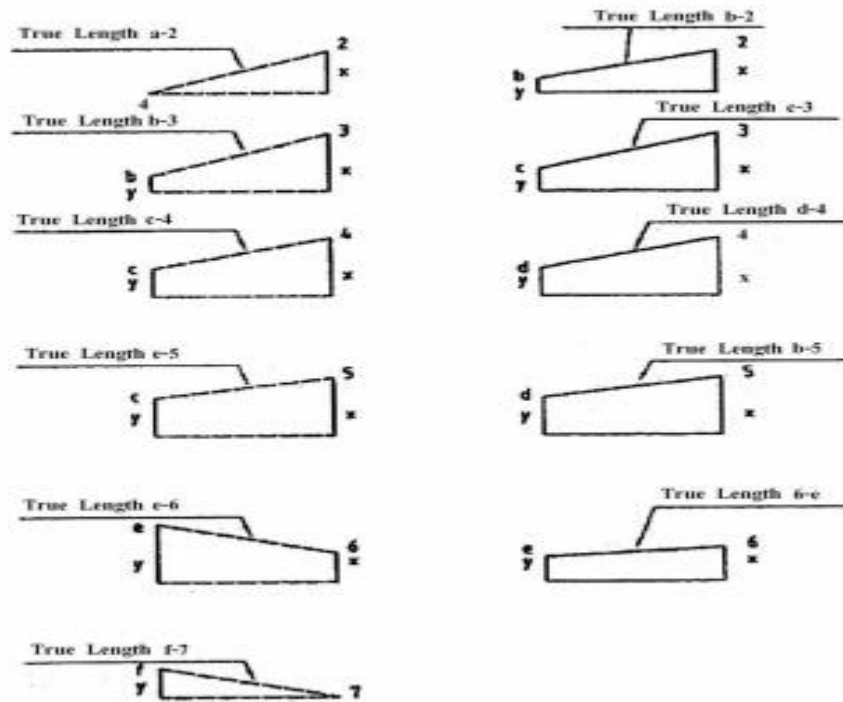 True Length a-2
2
x
4
True Length b-2
2
b
x
y
True Length b-3
3
b
x
y
True Length c-3
3
c
x
y
True Length c-4
4
c
x
y
True Length d-4
4
d
x
y
True Length e-5
5
c
y
x
True Length b-5
5
d
y
x
True Length e-6
e
6
y
x
True Length 6-e
6
e
x
y
True Length f-7
f
y
7